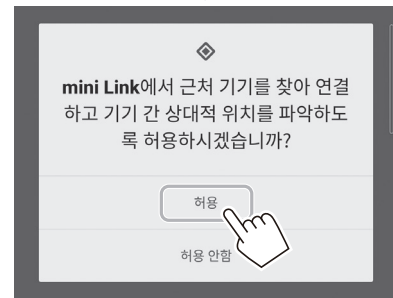 mini Link에서 근처 기기를 찾아 연결
하고 기기 간 상대적 위치를 파악하도
록 허용하시겠습니까?
허용
허용 안함